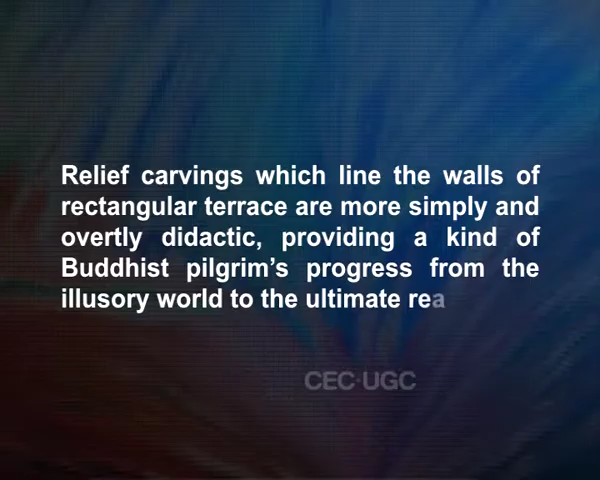 Relief carvings which line the walls of
rectangular terrace are more simply and
overtly didactic, providing a kind of
Buddhist pilgrim's progress from the
illusory world to the ultimate rea
CEC·UGC